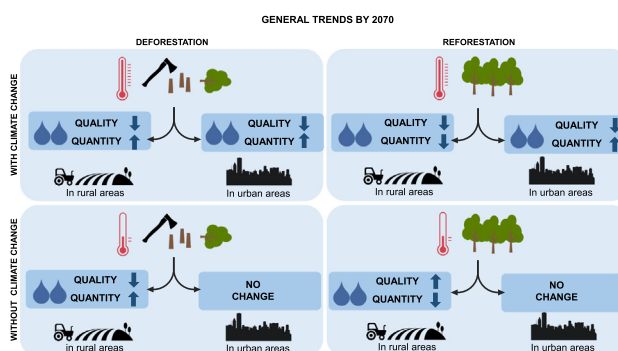 GENERAL TRENDS BY 2070
DEFORESTATION
REFORESTATION
WITH CLIMATE CHANGE
QUALITY
QUANTITY
In rural areas
QUALITY
QUANTITY
In urban areas
QUALITY
QUANTITY
In rural areas
QUALITY
QUANTITY
In urban areas
WITHOUT CLIMATE CHANGE
QUALITY
QUANTITY
in rural areas
NO
CHANGE
In urban areas
QUALITY
QUANTITY
In rural areas
NO
CHANGE
In urban areas